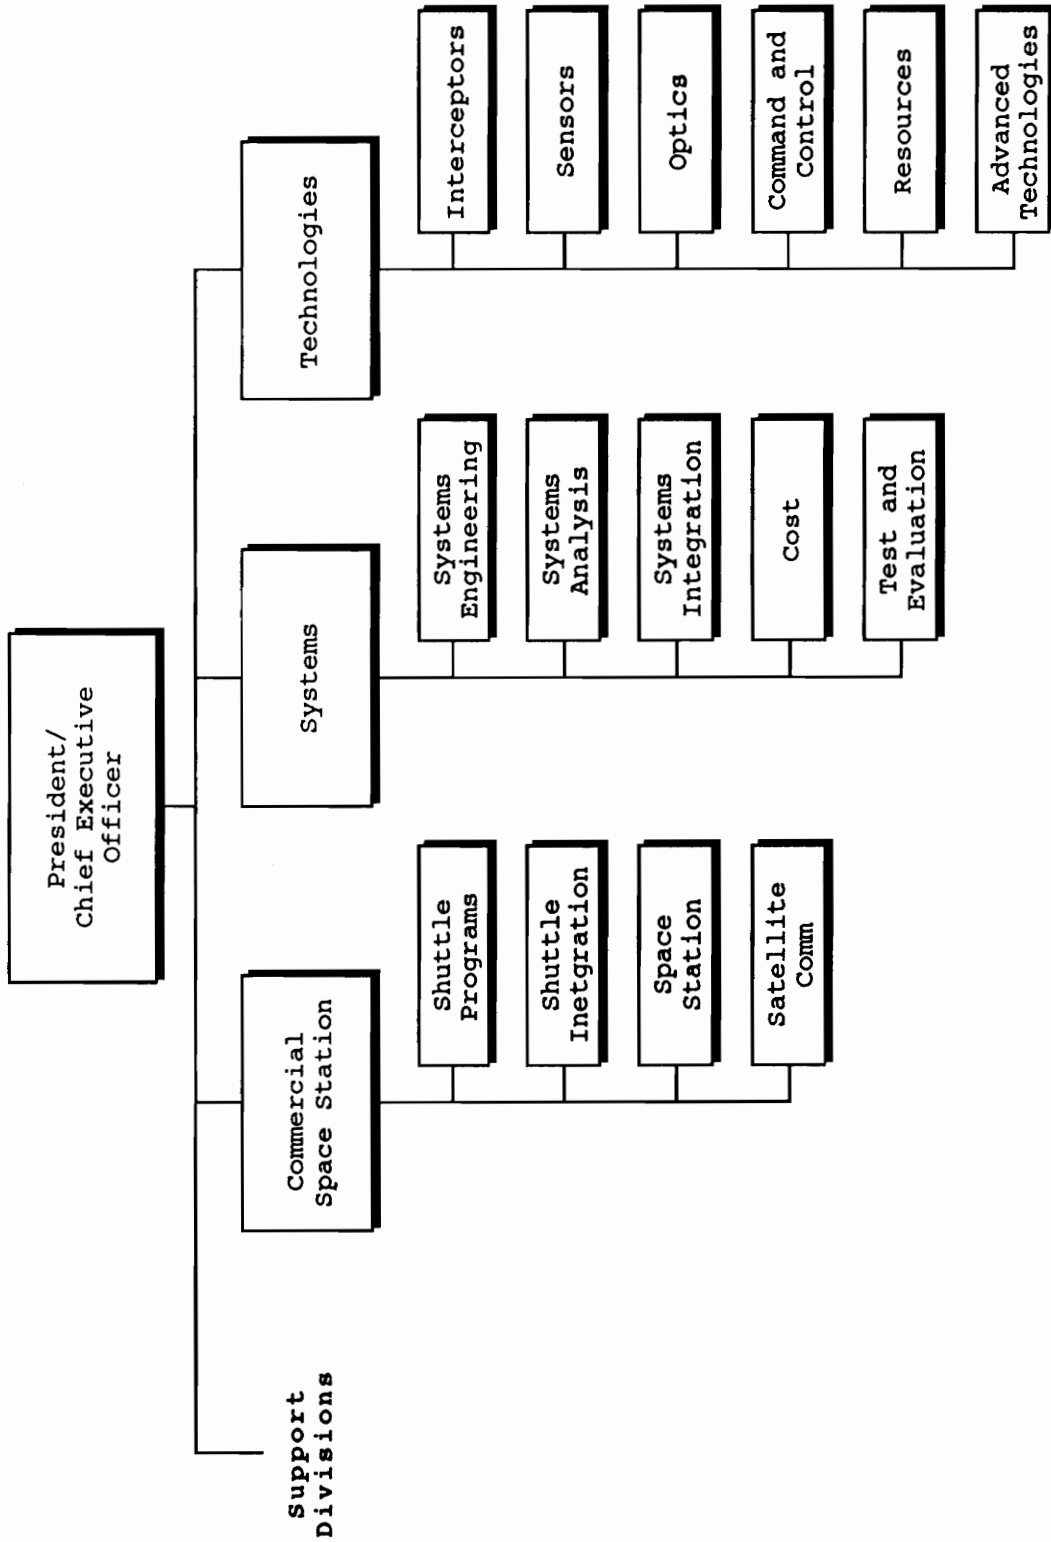 President/
Chief Executive
Officer
Support
Divisions
Commercial
Space Station
Shuttle
Programs
Shuttle
Inetgration
Space
Station
Satellite
Comm
Systems
Systems
Engineering
Systems
Analysis
Systems
Integration
Cost
Test and
Evaluation
Technologies
Interceptors
Sensors
Optics
Command and
Control
Resources
Advanced
Technologies